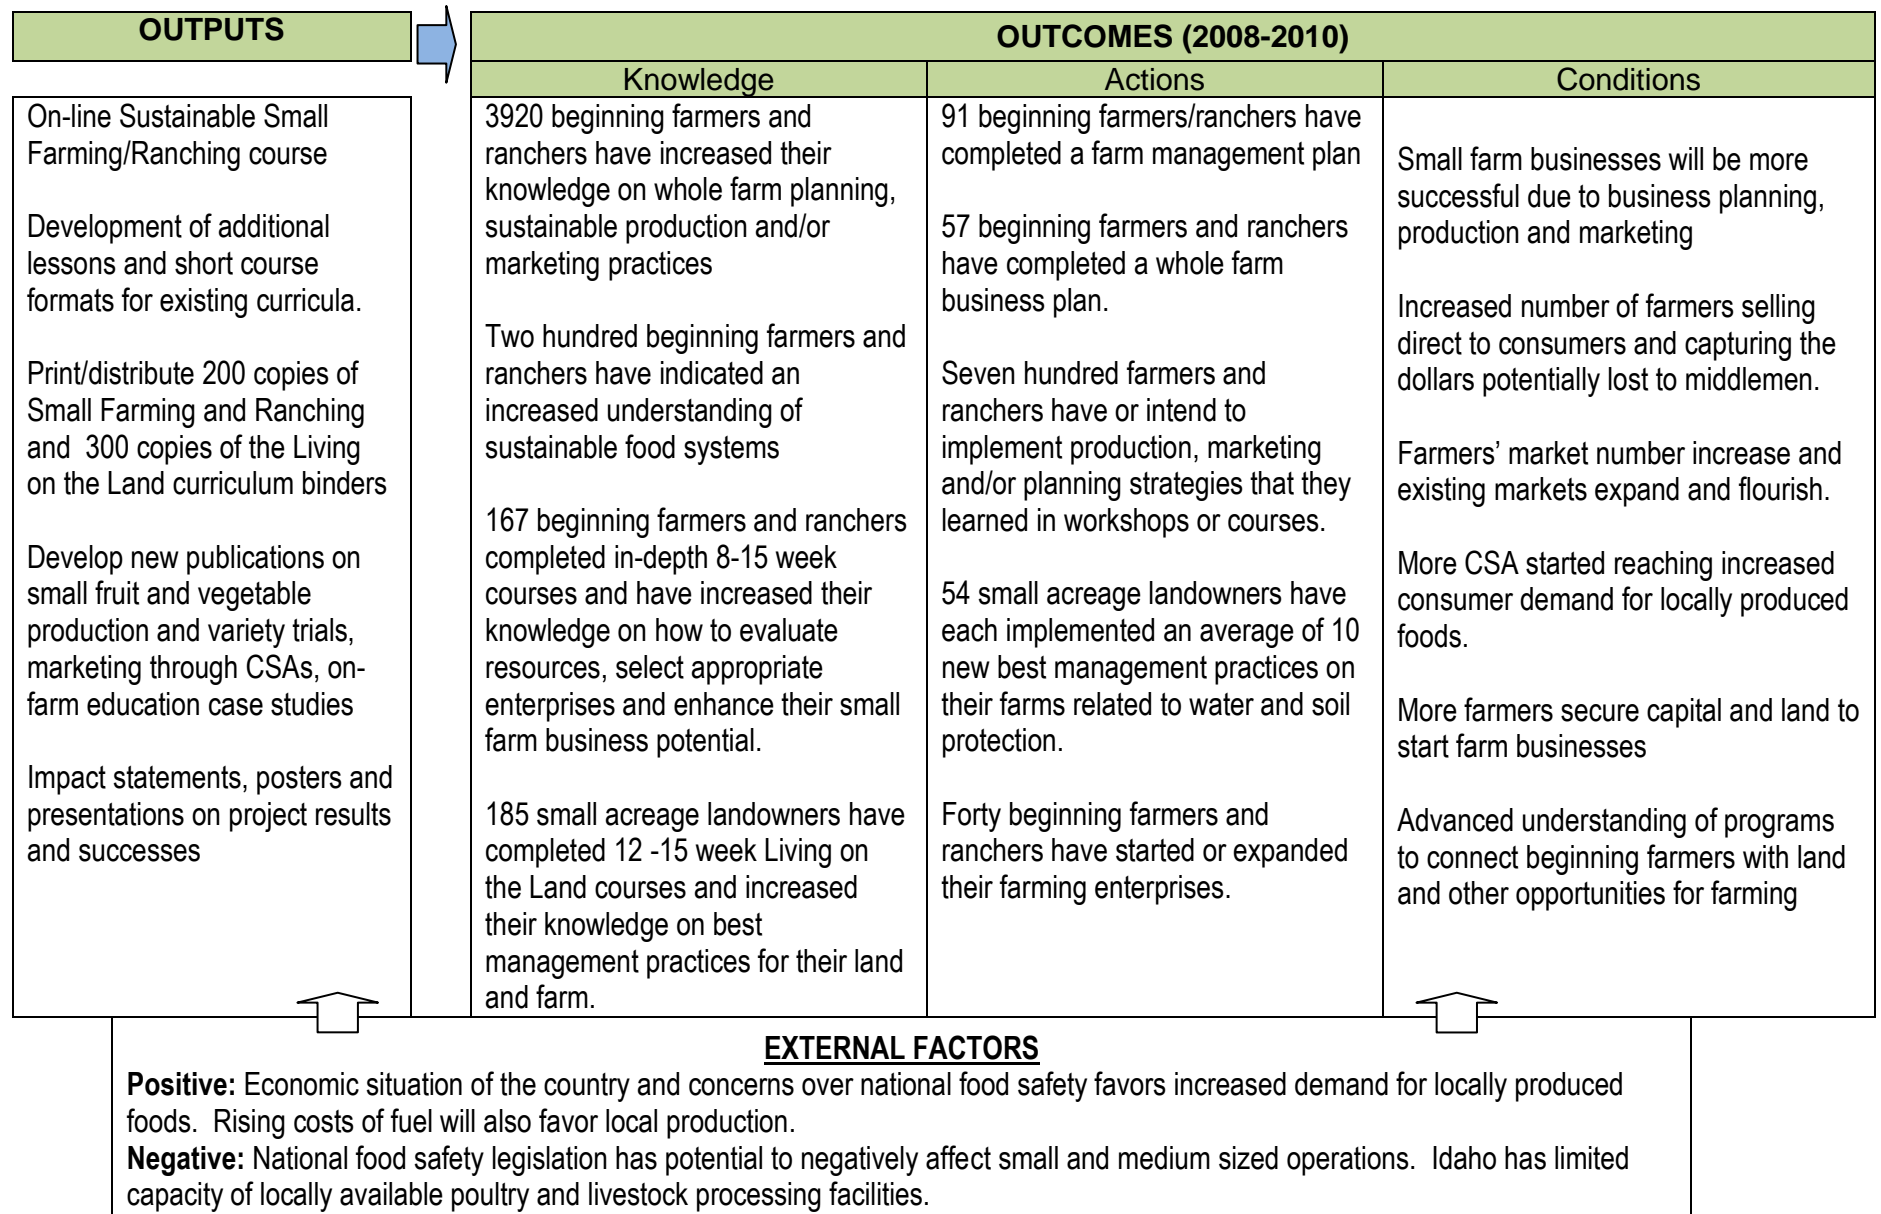 OUTPUTS
On-line Sustainable Small
Farming/Ranching course
Development of additional
lessons and short course
formats for existing curricula.
Print/distribute 200 copies of
Small Farming and Ranching
and 300 copies of the Living
on the Land curriculum binders
Develop new publications on
small fruit and vegetable
production and variety trials,
marketing through CSAs, on-
farm education case studies
Impact statements, posters and
presentations on project results
and successes
OUTCOMES (2008-2010)
Knowledge
3920 beginning farmers and
ranchers have increased their
knowledge on whole farm planning,
sustainable production and/or
marketing practices
Two hundred beginning farmers and
ranchers have indicated an
increased understanding of
sustainable food systems
167 beginning farmers and ranchers
completed in-depth 8-15 week
courses and have increased their
knowledge on how to evaluate
resources, select appropriate
enterprises and enhance their small
farm business potential.
185 small acreage landowners have
completed 12 -15 week Living on
the Land courses and increased
their knowledge on best
management practices for their land
and farm.
Actions
91 beginning farmers/ranchers have
completed a farm management plan
57 beginning farmers and ranchers
have completed a whole farm
business plan.
Seven hundred farmers and
ranchers have or intend to
implement production, marketing
and/or planning strategies that they
learned in workshops or courses.
54 small acreage landowners have
each implemented an average of 10
new best management practices on
their farms related to water and soil
protection.
Forty beginning farmers and
ranchers have started or expanded
their farming enterprises.
Conditions
Small farm businesses will be more
successful due to business planning,
production and marketing
Increased number of farmers selling
direct to consumers and capturing the
dollars potentially lost to middlemen.
Farmers’ market number increase and
existing markets expand and flourish.
More CSA started reaching increased
consumer demand for locally produced
foods.
More farmers secure capital and land to
start farm businesses
Advanced understanding of programs
to connect beginning farmers with land
and other opportunities for farming
EXTERNAL FACTORS
Positive: Economic situation of the country and concerns over national food safety favors increased demand for locally produced
foods. Rising costs of fuel will also favor local production.
Negative: National food safety legislation has potential to negatively affect small and medium sized operations. Idaho has limited
capacity of locally available poultry and livestock processing facilities.